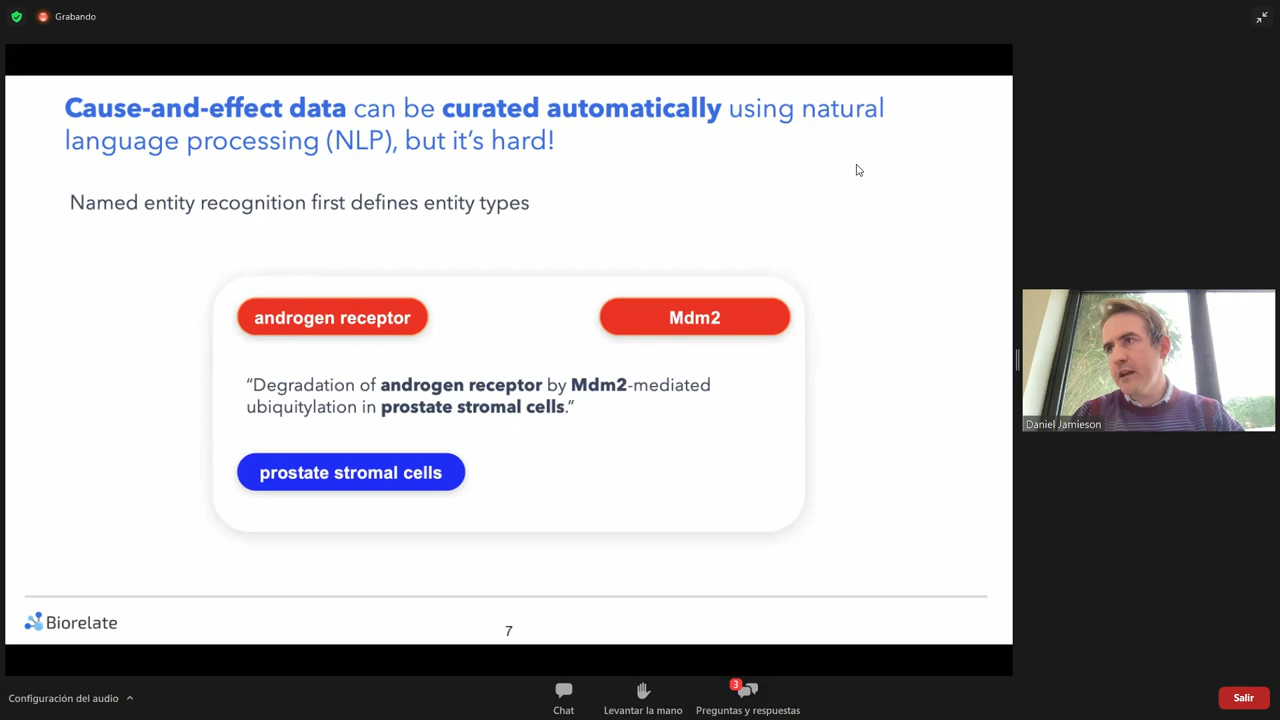 Grabando
Cause-and-effect data can be curated automatically using natural
language processing (NLP), but it's hard!
Named entity recognition first defines entity types
androgen receptor
Mdm2
“Degradation of androgen receptor by Mdm2-mediated
ubiquitylation in prostate stromal cells.”
prostate stromal cells
Biorelate
7
Daniel Jamieson
Configuración del audio
Chat
Levantar la mano
3
Preguntas y respuestas
Salir